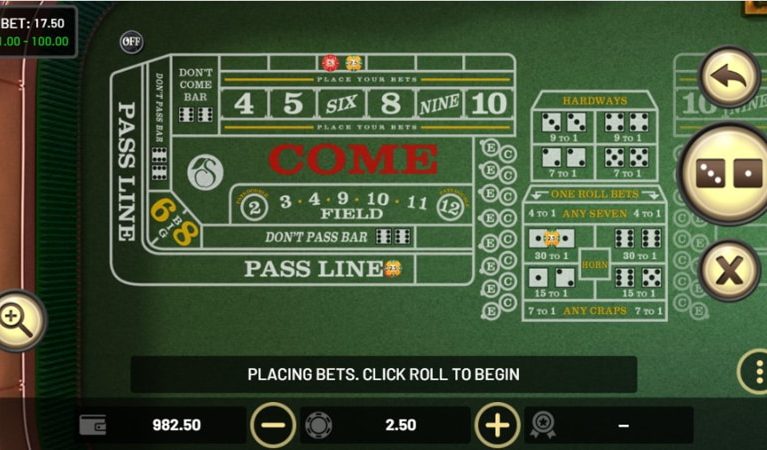 BET: 17.50
1.00 - 100.00
OFF
DON'T COME BAR
DON'T PASS BAR
PASS LINE
PLACE YOUR BETS
4 5 SIX 8 NINE 10
PLACE YOUR BETS
COME
2 3 · 4 · 9 · 10 · 11 12
FIELD
6 8
BIG
DON'T PASS BAR
PASS LINE
E C
E C
E C
E C
E C
E C
E C
E C
HARDWAYS
9 TO 1 9 TO 1
7 TO 1 7 TO 1
ONE ROLL BETS
4 TO 1 ANY SEVEN 4 TO 1
30 TO 1 30 TO 1
HORN
15 TO 1 15 TO 1
7 TO 1 ANY CRAPS 7 TO 1
10 NINE
PLACING BETS. CLICK ROLL TO BEGIN
982.50
2.50